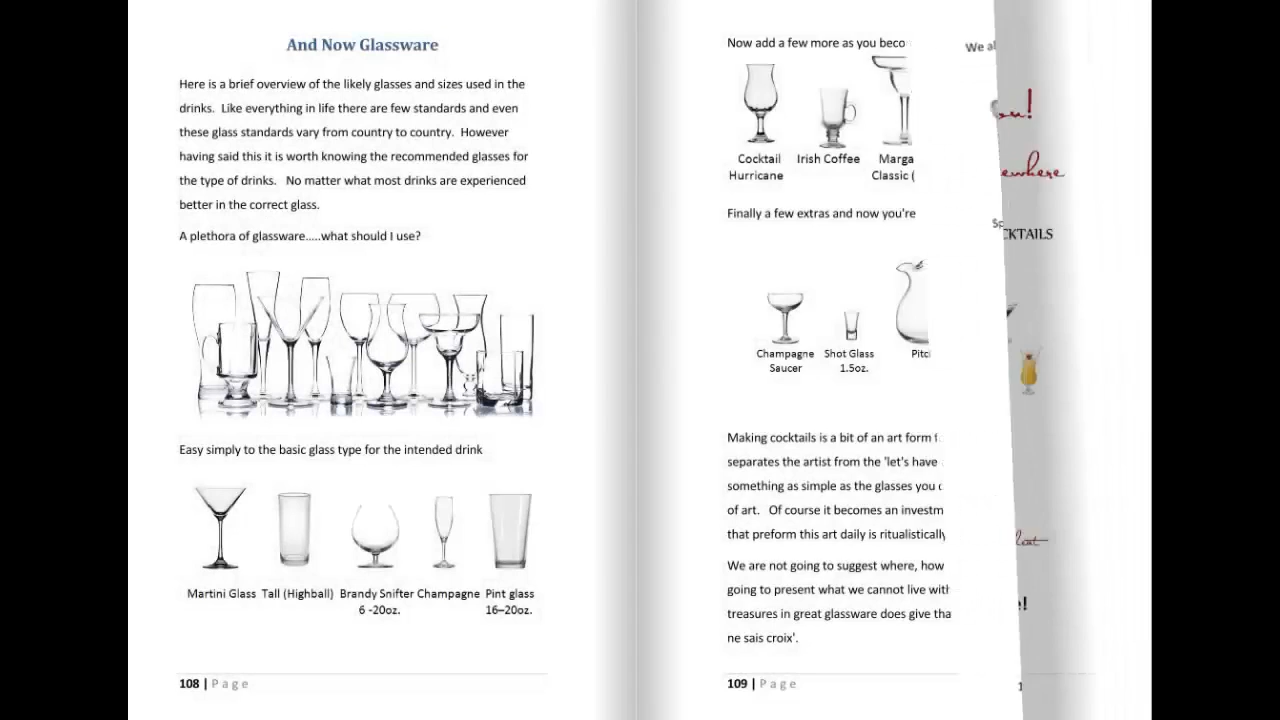 And Now Glassware
Here is a brief overview of the likely glasses and sizes used in the
drinks. Like everything in life there are few standards and even
these glass standards vary from country to country. However
having said this it is worth knowing the recommended glasses for
the type of drinks. No matter what most drinks are experienced
better in the correct glass.
A plethora of glassware.....what should I use?
Easy simply to the basic glass type for the intended drink
Martini Glass Tall (Highball) Brandy Snifter Champagne Pint glass
6 -20oz. 16–20oz.
108 | Page
Now add a few more as you beco
Cocktail Irish Coffee Marga
Hurricane Classic (
Finally a few extras and now you're
Champagne Shot Glass Pitc
Saucer 1.5oz.
Making cocktails is a bit of an art form
separates the artist from the 'let's have
something as simple as the glasses you
of art. Of course it becomes an investm
that preform this art daily is ritualistically
We are not going to suggest where, how
going to present what we cannot live with
treasures in great glassware does give tha
ne sais croix'.
109 | Page
We al
ou!
ewhere
Sp
CKTAILS
e!